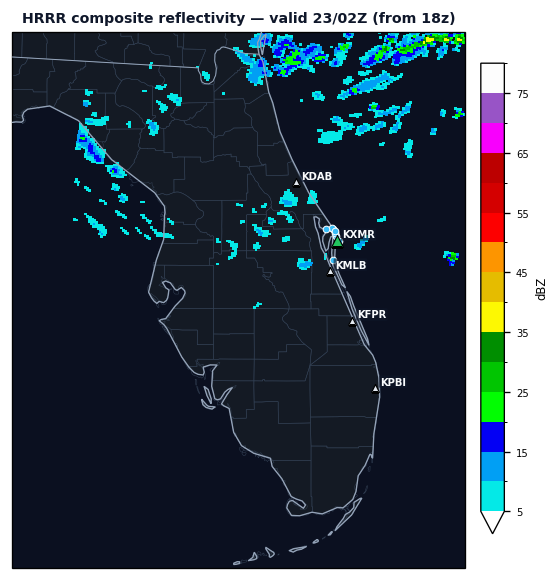 HRRR composite reflectivity — valid 23/02Z (from 18z)
KDAB
KXMR
KMLB
KFPR
KPBI
75
65
55
45
35
25
15
5
dBZ